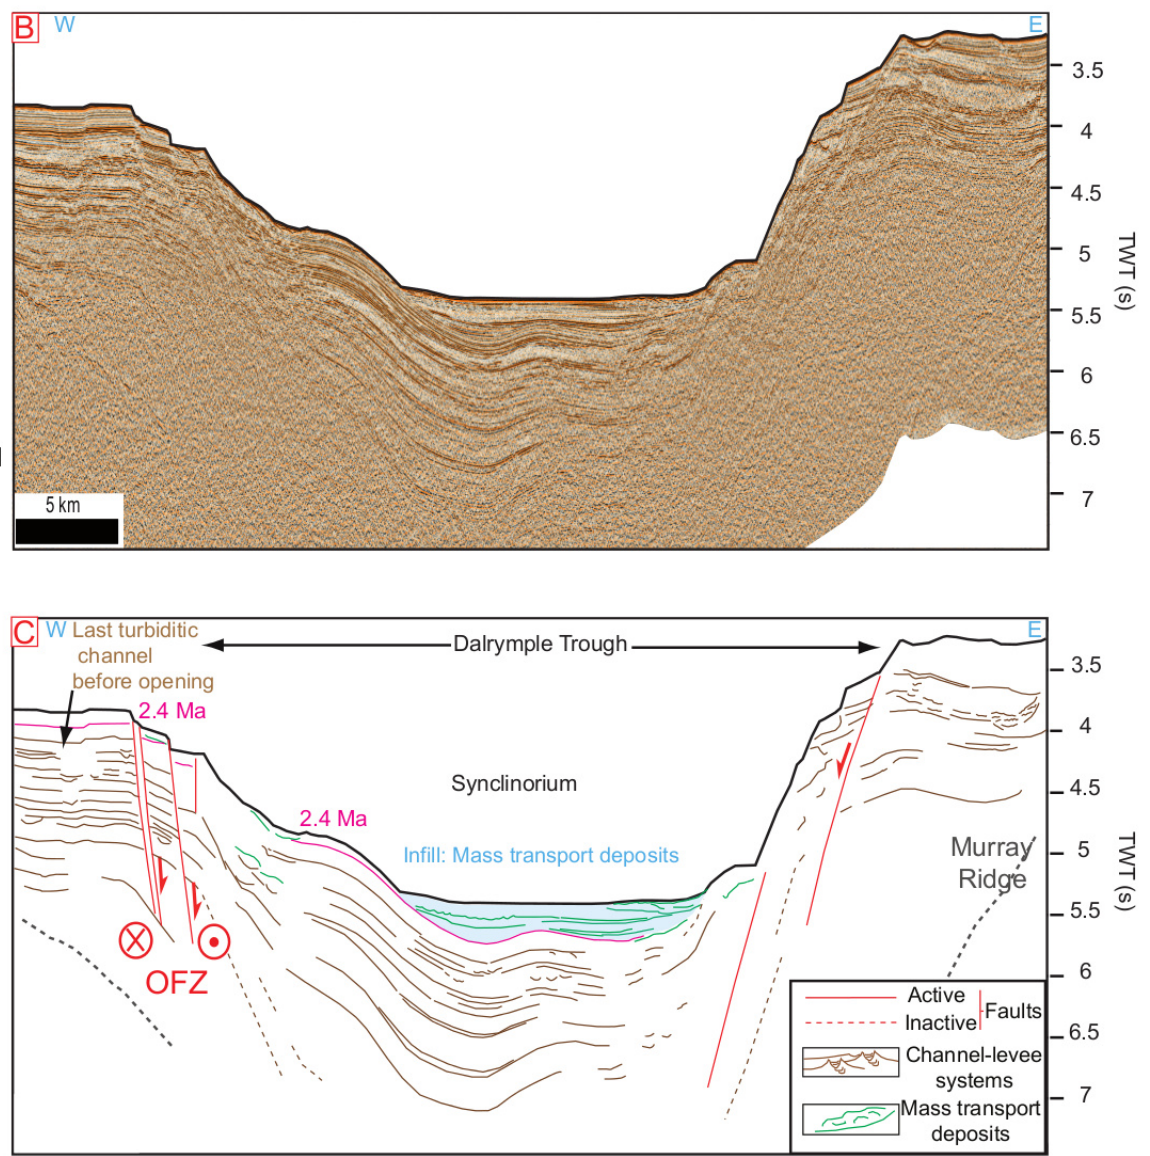 B W E
3.5
4
4.5
5
5.5
6
6.5
7
TWT (s)
5 km
C W E
Last turbiditic
channel
before opening
Dalrymple Trough
2.4 Ma
Synclinorium
2.4 Ma
Infill: Mass transport deposits
Murray
Ridge
OFZ
3.5
4
4.5
5
5.5
6
6.5
7
TWT (s)
Active
Inactive
Faults
Channel-levee
systems
Mass transport
deposits